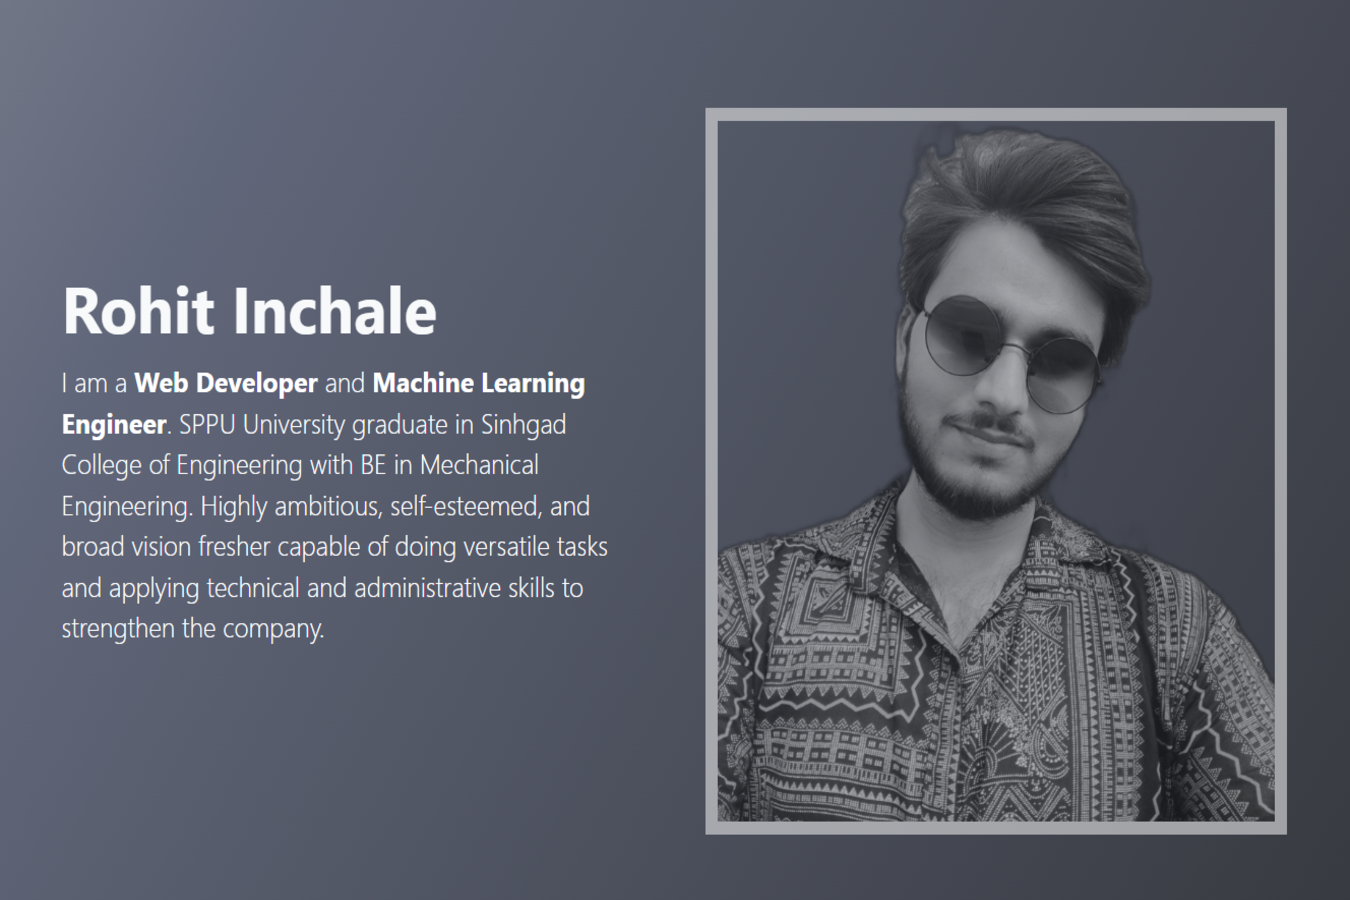 Rohit Inchale
I am a Web Developer and Machine Learning
Engineer. SPPU University graduate in Sinhgad
College of Engineering with BE in Mechanical
Engineering. Highly ambitious, self-esteemed, and
broad vision fresher capable of doing versatile tasks
and applying technical and administrative skills to
strengthen the company.